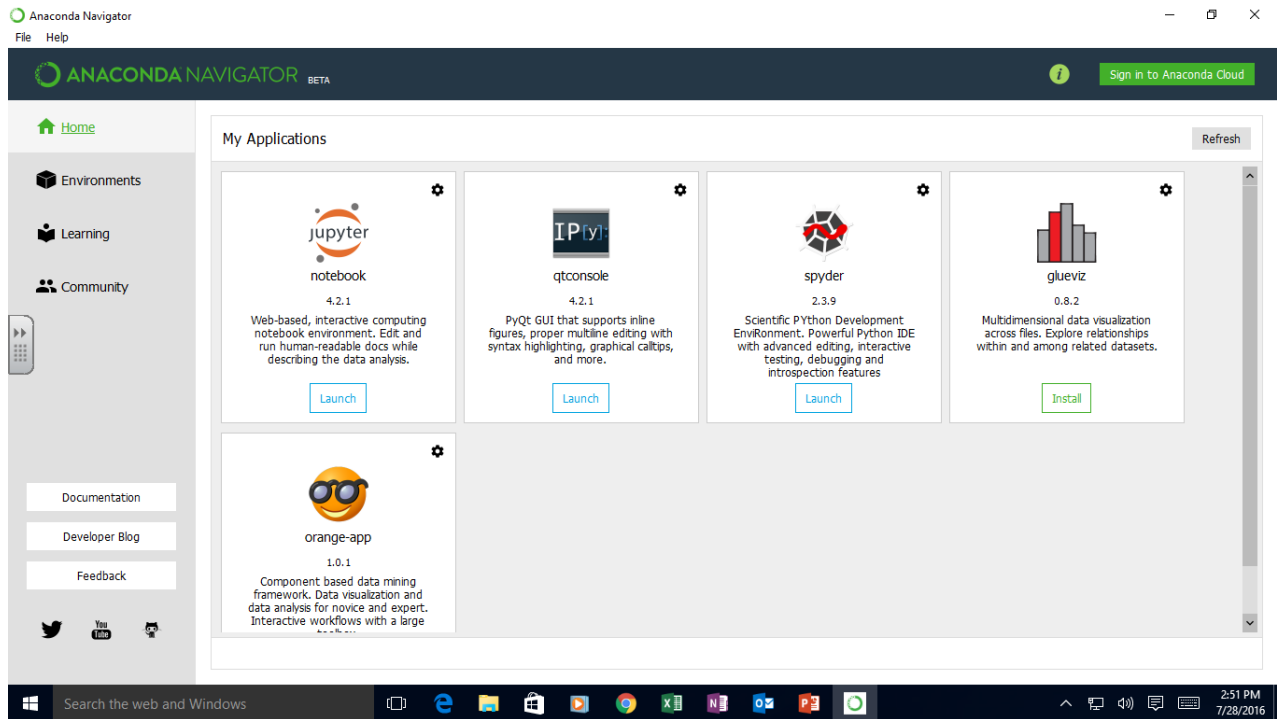 Anaconda Navigator
File Help
ANACONDA NAVIGATOR BETA
Sign in to Anaconda Cloud
Home
Environments
Learning
Community
Documentation
Developer Blog
Feedback
You
Tube
My Applications
Refresh
jupyter
notebook
4.2.1
Web-based, interactive computing
notebook environment. Edit and
run human-readable docs while
describing the data analysis.
Launch
IP[y]:
qtconsole
4.2.1
PyQt GUI that supports inline
figures, proper multiline editing with
syntax highlighting, graphical calltips,
and more.
Launch
spyder
2.3.9
Scientific PYthon Development
EnviRonment. Powerful Python IDE
with advanced editing, interactive
testing, debugging and
introspection features
Launch
glueviz
0.8.2
Multidimensional data visualization
across files. Explore relationships
within and among related datasets.
Install
orange-app
1.0.1
Component based data mining
framework. Data visualization and
data analysis for novice and expert.
Interactive workflows with a large
Search the web and Windows
2:51 PM
7/28/2016